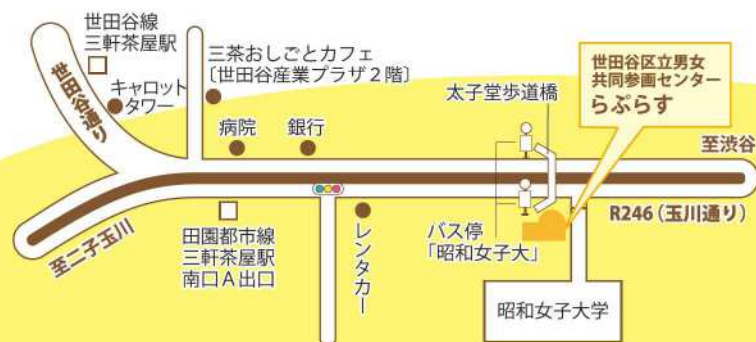 世田谷線
三軒茶屋駅
世田谷通り
キャロット
タワー
三茶おしごとカフェ
〔世田谷産業プラザ2階〕
病院
銀行
太子堂歩道橋
世田谷区立男女
共同参画センター
らぷらす
至渋谷
R246(玉川通り)
至二子玉川
田園都市線
三軒茶屋駅
南口A出口
レンタカー
バス停
「昭和女子大」
昭和女子大学